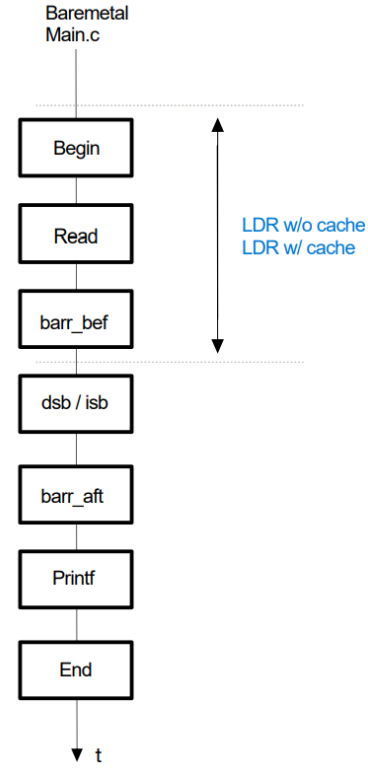 Baremetal
Main.c
Begin
Read
LDR w/o cache
LDR w/ cache
barr_bef
dsb / isb
barr_aft
Printf
End
t